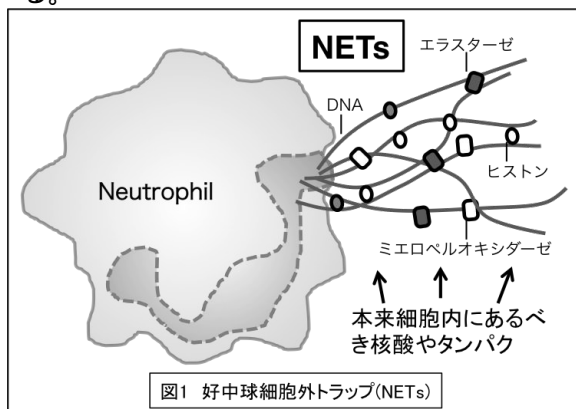 る。
NETs
エラスターゼ
DNA
Neutrophil
ヒストン
ミエロペルオキシダーゼ
本来細胞内にあるべ
き核酸やタンパク
図1 好中球細胞外トラップ(NETs)